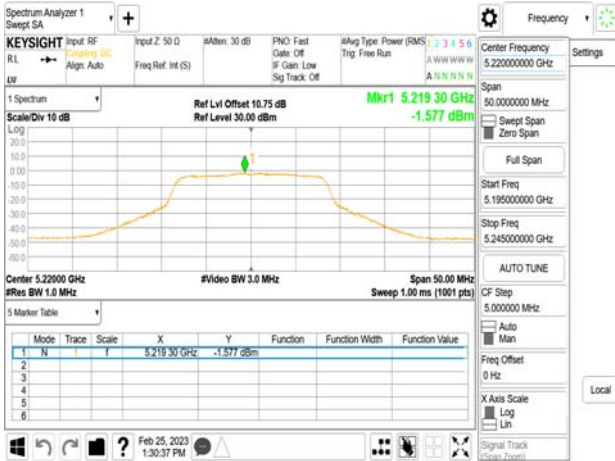 Spectrum Analyzer 1
Swept SA
+
Frequency
KEYSIGHT
RL
Input: RF
Coupling: DC
Align: Auto
Input Z: 50 Ω
Freq Ref: Int (S)
#Atten: 30 dB
PNO: Fast
Gate: Off
IF Gain: Low
Sig Track: Off
#Avg Type: Power (RMS
Trig: Free Run
1 2 3 4 5 6
A W W W W W
A N N N N N
1 Spectrum
Scale/Div 10 dB
Ref Lvl Offset 10.75 dB
Ref Level 30.00 dBm
Mkr1 5.219 30 GHz
-1.577 dBm
Log
20.0
10.0
0.00
-10.0
-20.0
-30.0
-40.0
-50.0
-60.0
1
Center 5.22000 GHz
#Res BW 1.0 MHz
#Video BW 3.0 MHz
Span 50.00 MHz
Sweep 1.00 ms (1001 pts)
5 Marker Table
Mode Trace Scale X Y Function Function Width Function Value
1 N 1 f 5.219 30 GHz -1.577 dBm
2
3
4
5
6
Feb 25, 2023
1:30:37 PM
Center Frequency
5.220000000 GHz
Span
50.0000000 MHz
Swept Span
Zero Span
Full Span
Start Freq
5.195000000 GHz
Stop Freq
5.245000000 GHz
AUTO TUNE
CF Step
5.000000 MHz
Auto
Man
Freq Offset
0 Hz
X Axis Scale
Log
Lin
Signal Track
(Span Zoom)
Settings
Local